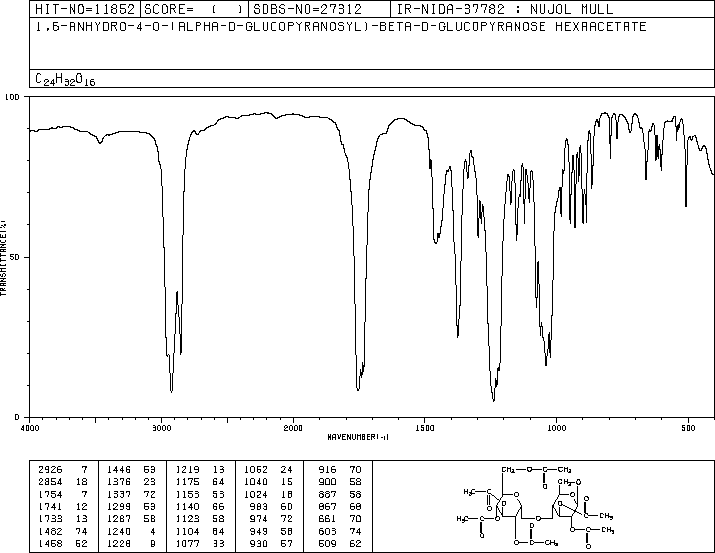 HIT-NO=11852 SCORE= ( ) SDBS-NO=27312 IR-NIDA-37782 : NUJOL MULL
1,6-ANHYDRO-4-O-(ALPHA-D-GLUCOPYRANOSYL)-BETA-D-GLUCOPYRANOSE HEXAACETATE
C24H32O16
100
50
0
TRANSMITTANCE(%)
4000 3000 2000 1500 1000 500
WAVENUMBER(-1)
2926 7 1446 59 1219 13 1062 24 916 70
2854 18 1376 23 1175 64 1040 15 900 58
1754 7 1337 72 1153 53 1024 18 887 58
1741 12 1299 53 1140 66 983 60 867 68
1733 13 1287 58 1123 58 974 72 661 70
1462 74 1240 4 1104 64 949 58 603 74
1458 52 1228 9 1077 33 930 57 509 62